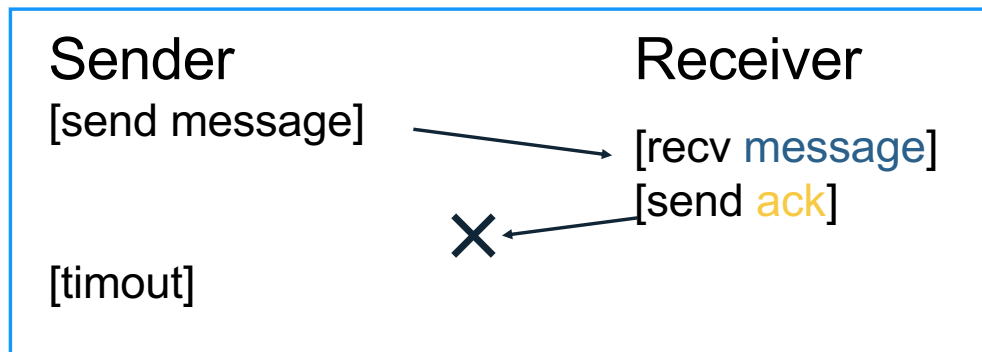 Sender
Receiver
[send message]
[recv message]
[send ack]
[timout]